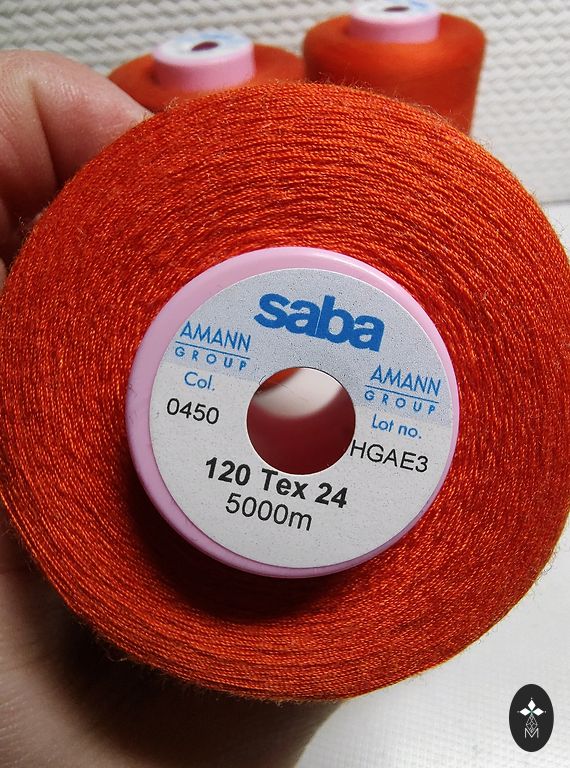 saba
AMANN
GROUP
Col.
0450
AMANN
GROUP
Lot no.
HGAE3
120 Tex 24
5000m